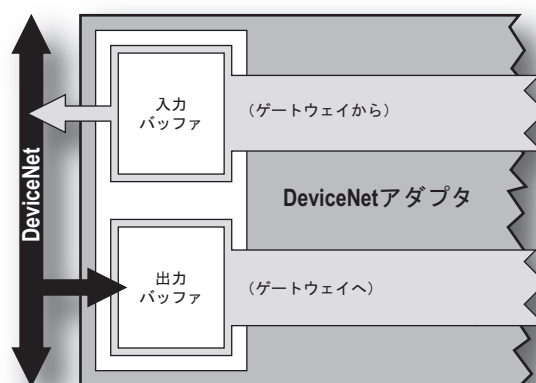 DeviceNet
入力
バッファ
(ゲートウェイから)
DeviceNetアダプタ
出力
バッファ
(ゲートウェイへ)